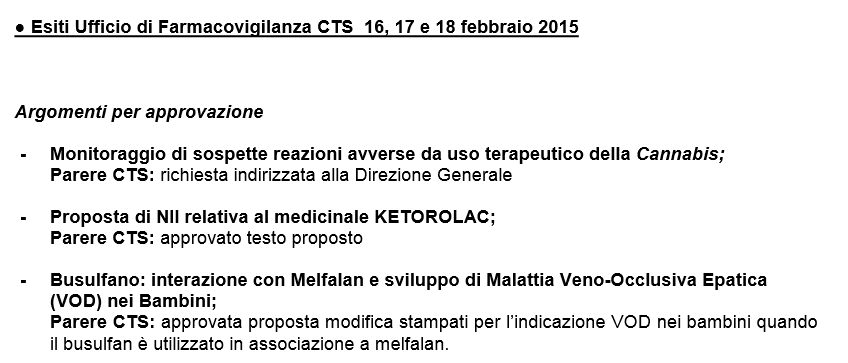 ● Esiti Ufficio di Farmacovigilanza CTS  16, 17 e 18 febbraio 2015
Argomenti per approvazione
- Monitoraggio di sospette reazioni avverse da uso terapeutico della Cannabis;
Parere CTS: richiesta indirizzata alla Direzione Generale
- Proposta di NII relativa al medicinale KETOROLAC;
Parere CTS: approvato testo proposto
- Busulfano: interazione con Melfalan e sviluppo di Malattia Veno-Occlusiva Epatica
(VOD) nei Bambini;
Parere CTS: approvata proposta modifica stampati per l’indicazione VOD nei bambini quando
il busulfan è utilizzato in associazione a melfalan.